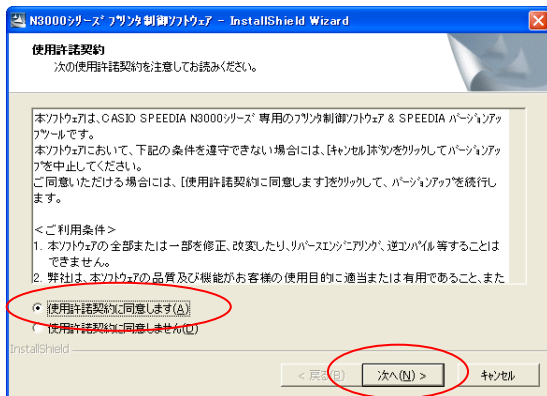 N3000ｼﾘｰｽﾞ ﾌﾟﾘﾝﾀ制御ｿﾌﾄｳｪｱ - InstallShield Wizard
使用許諾契約
次の使用許諾契約を注意してお読みください。
本ｿﾌﾄｳｪｱは、CASIO SPEEDIA N3000ｼﾘｰｽﾞ専用のﾌﾟﾘﾝﾀ制御ｿﾌﾄｳｪｱ & SPEEDIA ﾊﾞｰｼﾞｮﾝｱｯ
ﾌﾟﾂｰﾙです。
本ｿﾌﾄｳｪｱにおいて、下記の条件を遵守できない場合には、[ｷｬﾝｾﾙ]ﾎﾞﾀﾝをｸﾘｯｸしてﾊﾞｰｼﾞｮﾝｱｯ
ﾌﾟを中止してください。
ご同意いただける場合には、[使用許諾契約に同意します]をｸﾘｯｸして、ﾊﾞｰｼﾞｮﾝｱｯﾌﾟを続行し
ます。
＜ご利用条件＞
1. 本ｿﾌﾄｳｪｱの全部または一部を修正、改変したり、ﾘﾊﾞｰｽｴﾝｼﾞﾆｱﾘﾝｸﾞ、逆ｺﾝﾊﾟｲﾙ等することは
できません。
2. 弊社は、本ｿﾌﾄｳｪｱの品質及び機能がお客様の使用目的に適当または有用であること、また
使用許諾契約に同意します(A)
使用許諾契約に同意しません(D)
InstallShield
< 戻る(B)
次へ(N) >
ｷｬﾝｾﾙ